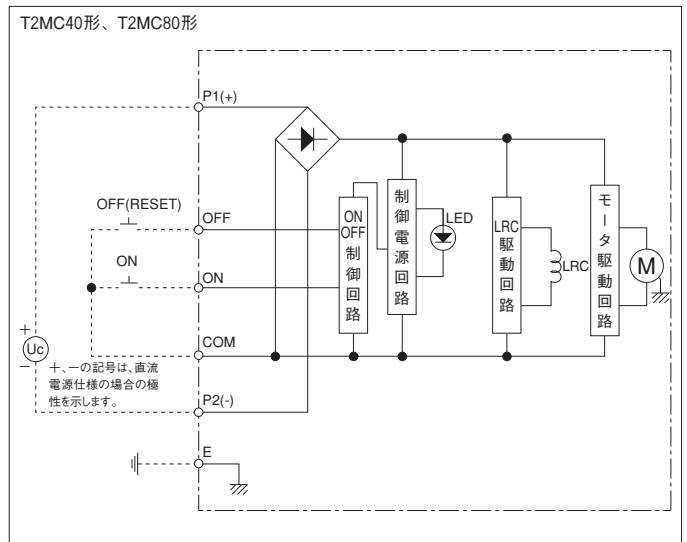 T2MC40形、T2MC80形
P1(+)
OFF(RESET)
OFF
ON
ON
COM
+
Uc
−
+、−の記号は、直流
電源仕様の場合の極
性を示します。
P2(-)
E
ON
OFF
制
御
回
路
制
御
電
源
回
路
LED
LRC
駆
動
回
路
LRC
モ
ー
タ
駆
動
回
路
M